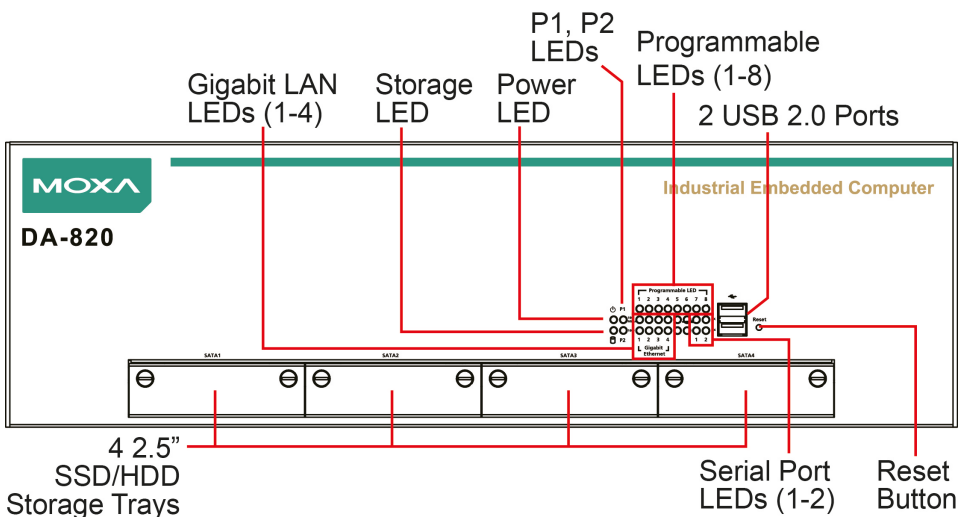 P1, P2
LEDs
Programmable
LEDs (1-8)
Gigabit LAN
LEDs (1-4)
Storage
LED
Power
LED
2 USB 2.0 Ports
MOXA
Industrial Embedded Computer
DA-820
Programmable LED
1 2 3 4 5 6 7 8
P1
Reset
P2
1 2 3 4
1 2
Gigabit
Ethernet
SATA1
SATA2
SATA3
SATA4
4 2.5”
SSD/HDD
Storage Trays
Serial Port
LEDs (1-2)
Reset
Button